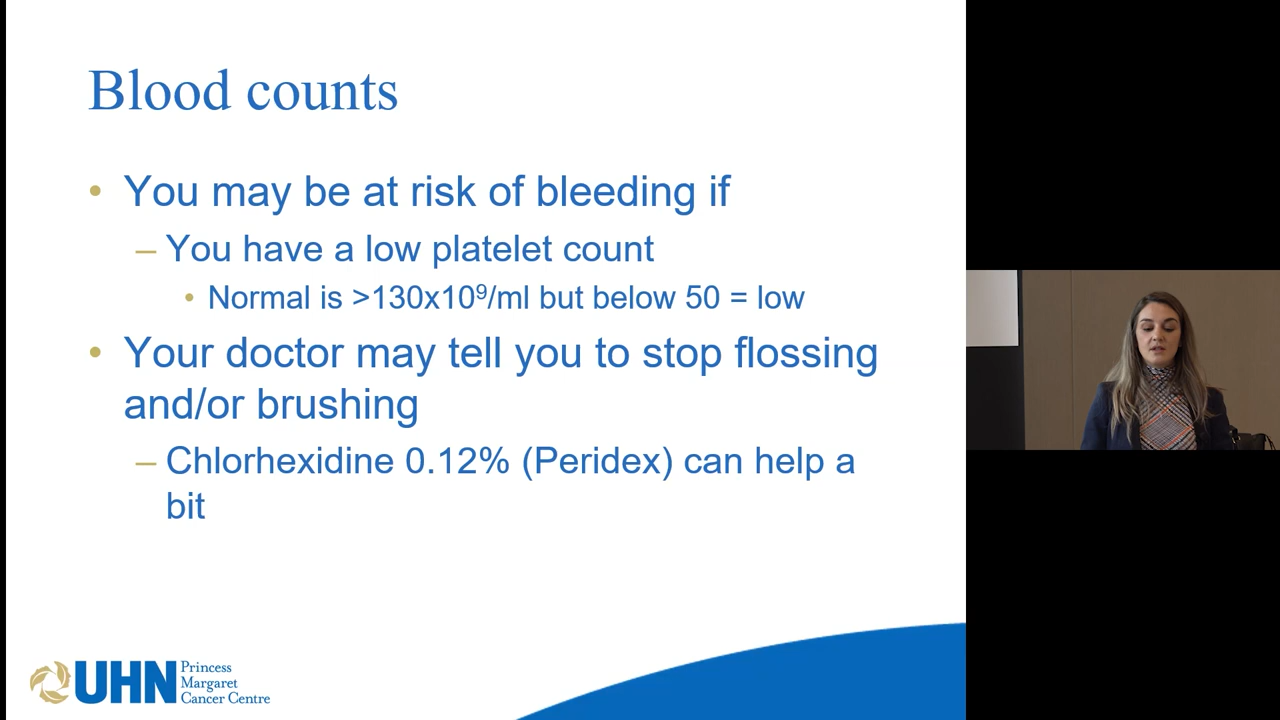 Blood counts
• You may be at risk of bleeding if
– You have a low platelet count
• Normal is >130x10⁹/ml but below 50 = low
• Your doctor may tell you to stop flossing
and/or brushing
– Chlorhexidine 0.12% (Peridex) can help a
bit
UHN
Princess
Margaret
Cancer Centre